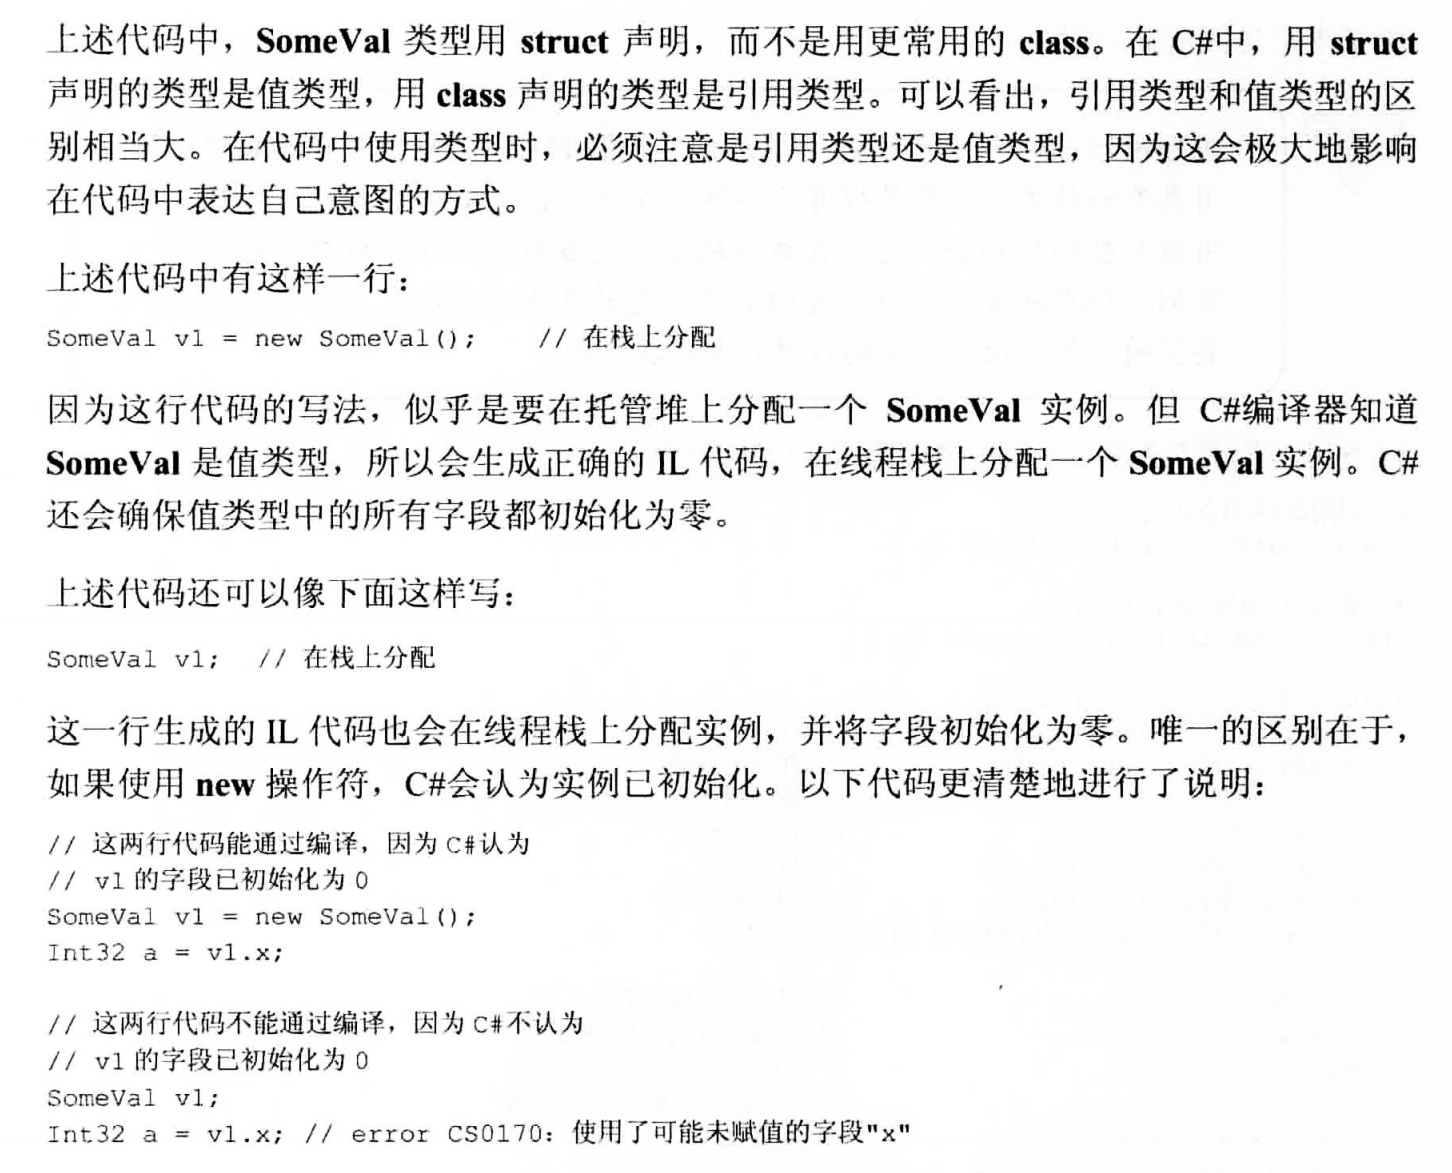 上述代码中，SomeVal 类型用 struct 声明，而不是用更常用的 class。在 C#中，用 struct
声明的类型是值类型，用 class 声明的类型是引用类型。可以看出，引用类型和值类型的区
别相当大。在代码中使用类型时，必须注意是引用类型还是值类型，因为这会极大地影响
在代码中表达自己意图的方式。
上述代码中有这样一行：
SomeVal v1 = new SomeVal();    // 在栈上分配
因为这行代码的写法，似乎是要在托管堆上分配一个 SomeVal 实例。但 C#编译器知道
SomeVal 是值类型，所以会生成正确的 IL 代码，在线程栈上分配一个 SomeVal 实例。C#
还会确保值类型中的所有字段都初始化为零。
上述代码还可以像下面这样写：
SomeVal v1;  // 在栈上分配
这一行生成的 IL 代码也会在线程栈上分配实例，并将字段初始化为零。唯一的区别在于，
如果使用 new 操作符，C#会认为实例已初始化。以下代码更清楚地进行了说明：
// 这两行代码能通过编译，因为 C#认为
// v1 的字段已初始化为 0
SomeVal v1 = new SomeVal();
Int32 a = v1.x;
// 这两行代码不能通过编译，因为 C#不认为
// v1 的字段已初始化为 0
SomeVal v1;
Int32 a = v1.x; // error CS0170：使用了可能未赋值的字段"x"